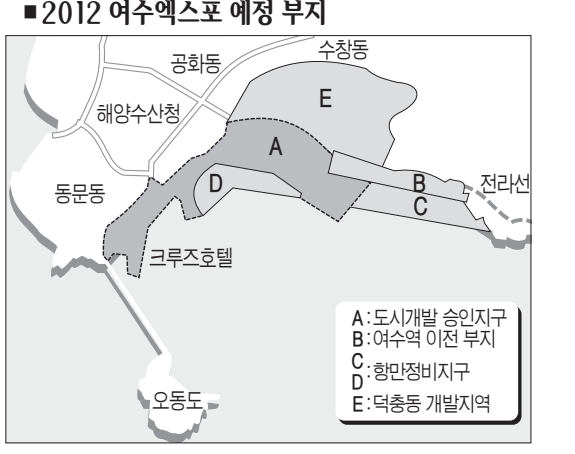 ■2012 여수엑스포 예정 부지
수창동
공화동
E
해양수산청
A
D
B
전라선
동문동
C
크루즈호텔
오동도
A:도시개발 승인지구
B:여수역 이전 부지
C
D:항만정비지구
E:덕충동 개발지역